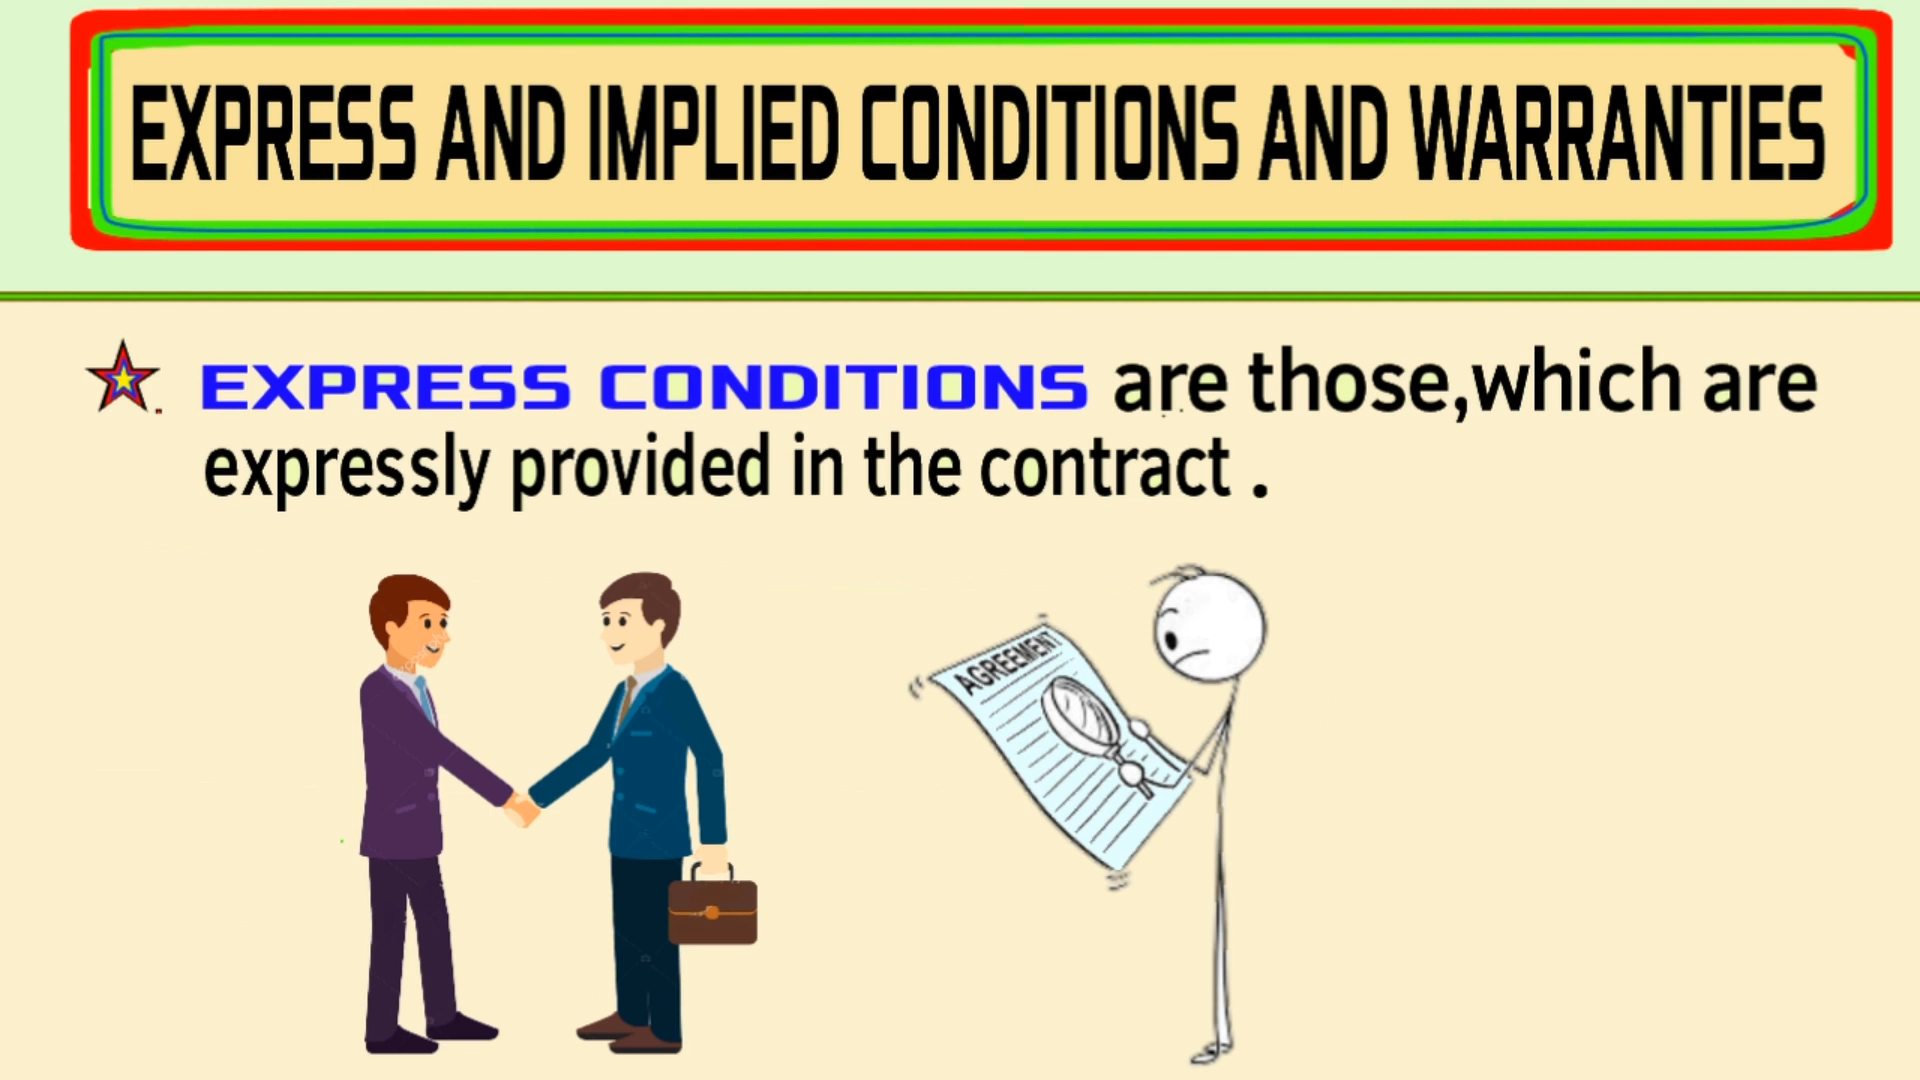 EXPRESS AND IMPLIED CONDITIONS AND WARRANTIES
EXPRESS CONDITIONS are those,which are
expressly provided in the contract .
AGREEMENT